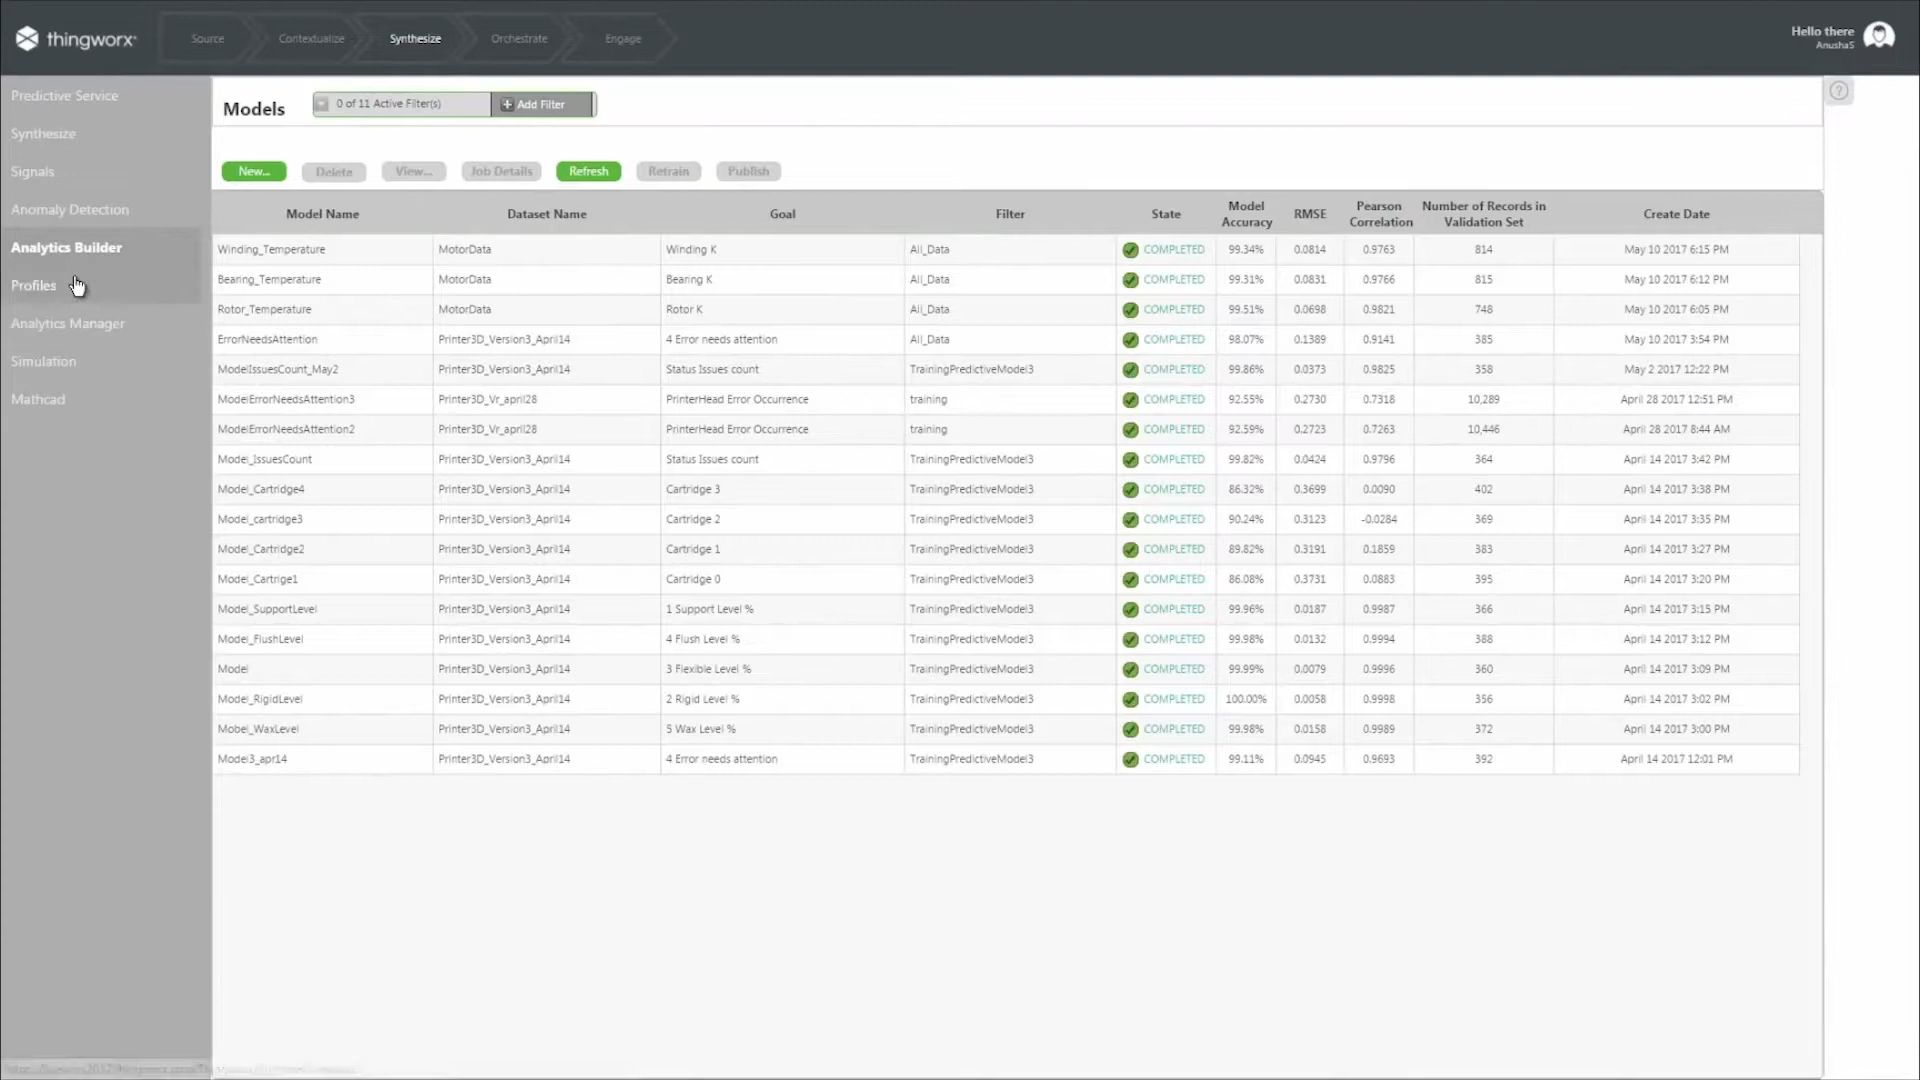 thingworx
Source Contextualize Synthesize Orchestrate Engage
Hello there
AnushaS
Predictive Service
Synthesize
Signals
Anomaly Detection
Analytics Builder
Profiles
Analytics Manager
Simulation
Mathcad
Models 0 of 11 Active Filter(s) + Add Filter
?
New... Delete View... Job Details Refresh Retrain Publish
Model Name Dataset Name Goal Filter State Model Accuracy RMSE Pearson Correlation Number of Records in Validation Set Create Date
Winding_Temperature MotorData Winding K All_Data COMPLETED 99.34% 0.0814 0.9763 814 May 10 2017 6:15 PM
Bearing_Temperature MotorData Bearing K All_Data COMPLETED 99.31% 0.0831 0.9766 815 May 10 2017 6:12 PM
Rotor_Temperature MotorData Rotor K All_Data COMPLETED 99.51% 0.0698 0.9821 748 May 10 2017 6:05 PM
ErrorNeedsAttention Printer3D_Version3_April14 4 Error needs attention All_Data COMPLETED 98.07% 0.1389 0.9141 385 May 10 2017 3:54 PM
ModelIssuesCount_May2 Printer3D_Version3_April14 Status Issues count TrainingPredictiveModel3 COMPLETED 99.86% 0.0373 0.9825 358 May 2 2017 12:22 PM
ModelErrorNeedsAttention3 Printer3D_Vr_april28 PrinterHead Error Occurrence training COMPLETED 92.55% 0.2730 0.7318 10,289 April 28 2017 12:51 PM
ModelErrorNeedsAttention2 Printer3D_Vr_april28 PrinterHead Error Occurrence training COMPLETED 92.59% 0.2723 0.7263 10,446 April 28 2017 8:44 AM
Model_IssuesCount Printer3D_Version3_April14 Status Issues count TrainingPredictiveModel3 COMPLETED 99.82% 0.0424 0.9796 364 April 14 2017 3:42 PM
Model_Cartridge4 Printer3D_Version3_April14 Cartridge 3 TrainingPredictiveModel3 COMPLETED 86.32% 0.3699 0.0090 402 April 14 2017 3:38 PM
Model_cartridge3 Printer3D_Version3_April14 Cartridge 2 TrainingPredictiveModel3 COMPLETED 90.24% 0.3123 -0.0284 369 April 14 2017 3:35 PM
Model_Cartridge2 Printer3D_Version3_April14 Cartridge 1 TrainingPredictiveModel3 COMPLETED 89.82% 0.3191 0.1859 383 April 14 2017 3:27 PM
Model_Cartrige1 Printer3D_Version3_April14 Cartridge 0 TrainingPredictiveModel3 COMPLETED 86.08% 0.3731 0.0883 395 April 14 2017 3:20 PM
Model_SupportLevel Printer3D_Version3_April14 1 Support Level % TrainingPredictiveModel3 COMPLETED 99.96% 0.0187 0.9987 366 April 14 2017 3:15 PM
Model_FlushLevel Printer3D_Version3_April14 4 Flush Level % TrainingPredictiveModel3 COMPLETED 99.98% 0.0132 0.9994 388 April 14 2017 3:12 PM
Model Printer3D_Version3_April14 3 Flexible Level % TrainingPredictiveModel3 COMPLETED 99.99% 0.0079 0.9996 360 April 14 2017 3:09 PM
Model_RigidLevel Printer3D_Version3_April14 2 Rigid Level % TrainingPredictiveModel3 COMPLETED 100.00% 0.0058 0.9998 356 April 14 2017 3:02 PM
Mobel_WaxLevel Printer3D_Version3_April14 5 Wax Level % TrainingPredictiveModel3 COMPLETED 99.98% 0.0158 0.9989 372 April 14 2017 3:00 PM
Model3_apr14 Printer3D_Version3_April14 4 Error needs attention TrainingPredictiveModel3 COMPLETED 99.11% 0.0945 0.9693 392 April 14 2017 12:01 PM